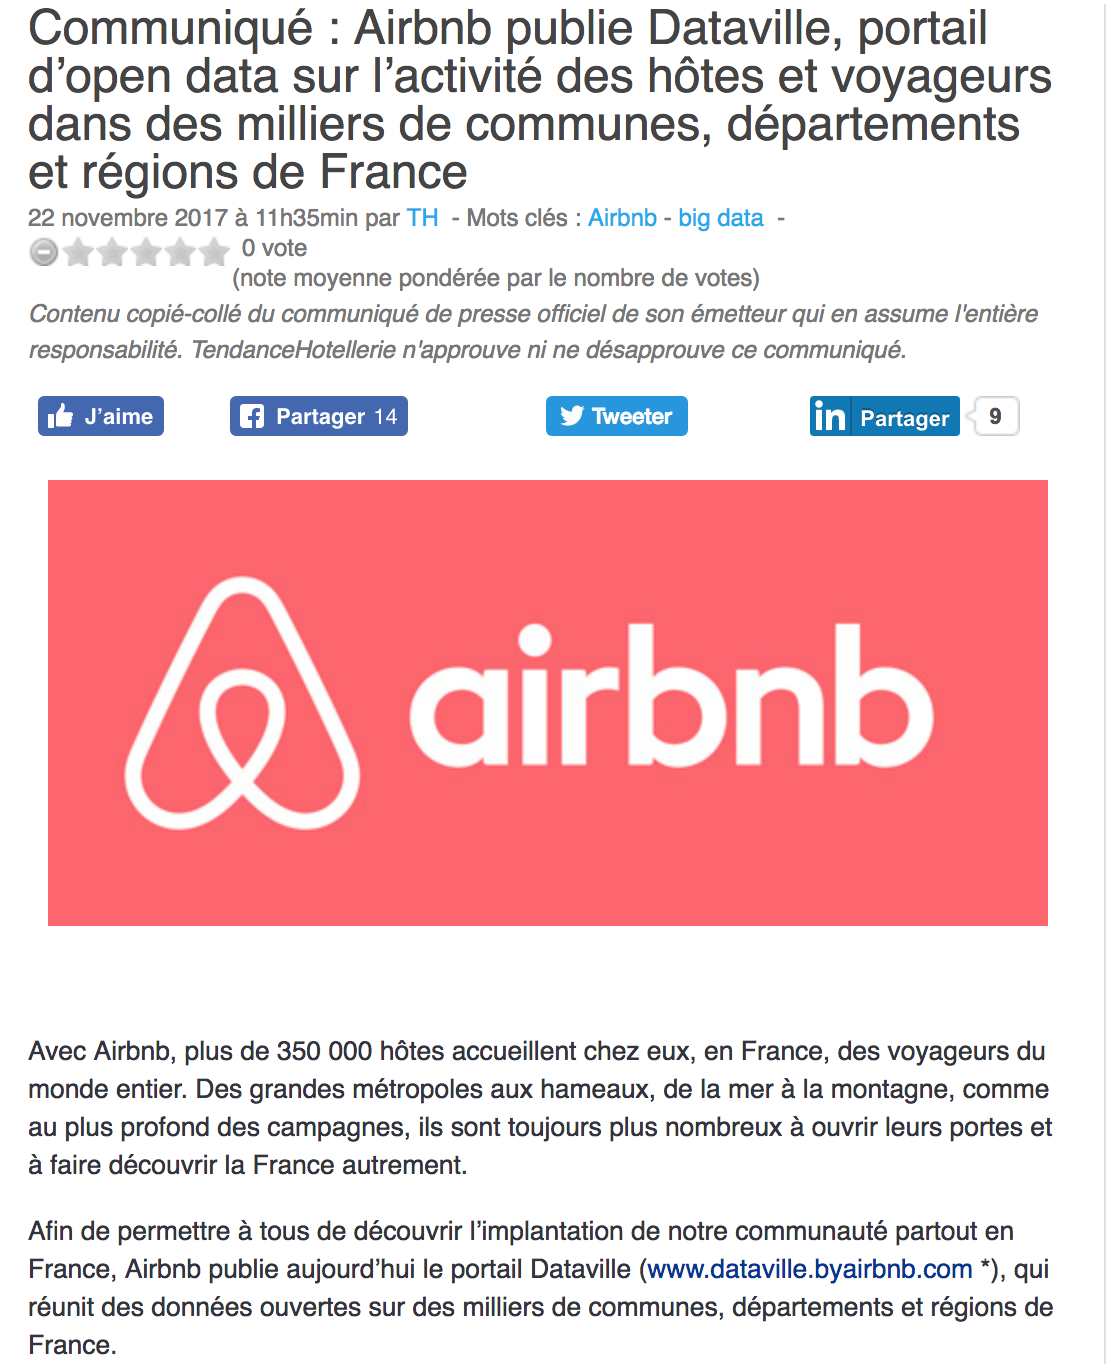 Communiqué : Airbnb publie Dataville, portail
d’open data sur l’activité des hôtes et voyageurs
dans des milliers de communes, départements
et régions de France
22 novembre 2017 à 11h35min par TH - Mots clés : Airbnb - big data -
0 vote
(note moyenne pondérée par le nombre de votes)
Contenu copié-collé du communiqué de presse officiel de son émetteur qui en assume l'entière
responsabilité. TendanceHotellerie n'approuve ni ne désapprouve ce communiqué.
J’aime Partager 14 Tweeter in Partager 9
airbnb
Avec Airbnb, plus de 350 000 hôtes accueillent chez eux, en France, des voyageurs du
monde entier. Des grandes métropoles aux hameaux, de la mer à la montagne, comme
au plus profond des campagnes, ils sont toujours plus nombreux à ouvrir leurs portes et
à faire découvrir la France autrement.
Afin de permettre à tous de découvrir l’implantation de notre communauté partout en
France, Airbnb publie aujourd’hui le portail Dataville (www.dataville.byairbnb.com *), qui
réunit des données ouvertes sur des milliers de communes, départements et régions de
France.